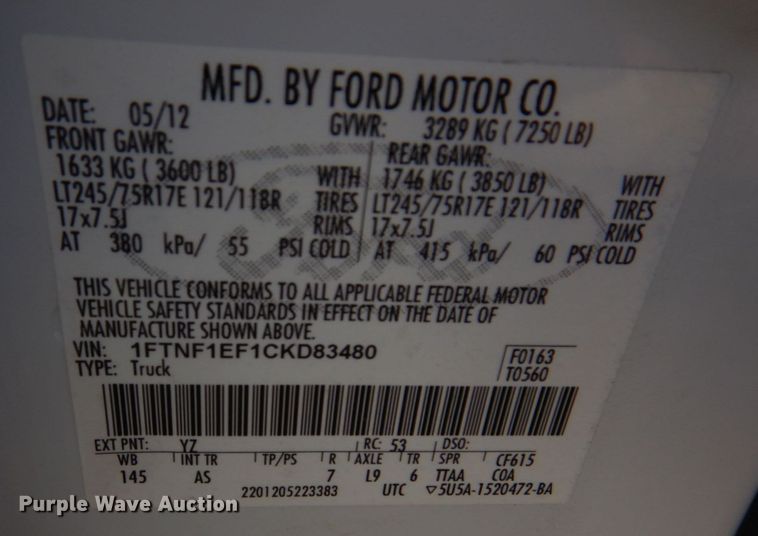 MFD. BY FORD MOTOR CO.
DATE: 05/12 GVWR: 3289 KG ( 7250 LB)
FRONT GAWR: REAR GAWR:
1633 KG ( 3600 LB) WITH 1746 KG ( 3850 LB) WITH
LT245/75R17E 121/118R TIRES LT245/75R17E 121/118R TIRES
17x7.5J RIMS 17x7.5J RIMS
AT 380 kPa/ 55 PSI COLD AT 415 kPa/ 60 PSI COLD
THIS VEHICLE CONFORMS TO ALL APPLICABLE FEDERAL MOTOR
VEHICLE SAFETY STANDARDS IN EFFECT ON THE DATE OF
MANUFACTURE SHOWN ABOVE.
VIN: 1FTNF1EF1CKD83480 F0163
TYPE: Truck T0560
EXT PNT: YZ RC: 53 DSO:
WB INT TR TP/PS R AXLE TR SPR CF615
145 AS 7 L9 6 TTAA COA
2201205223383 UTC ▽5U5A-1520472-BA
Purple Wave Auction